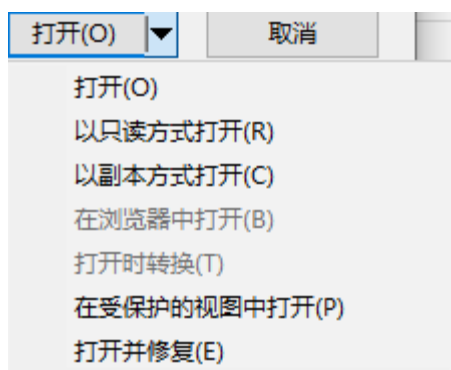 打开(O) 取消
打开(O)
以只读方式打开(R)
以副本方式打开(C)
在浏览器中打开(B)
打开时转换(T)
在受保护的视图中打开(P)
打开并修复(E)